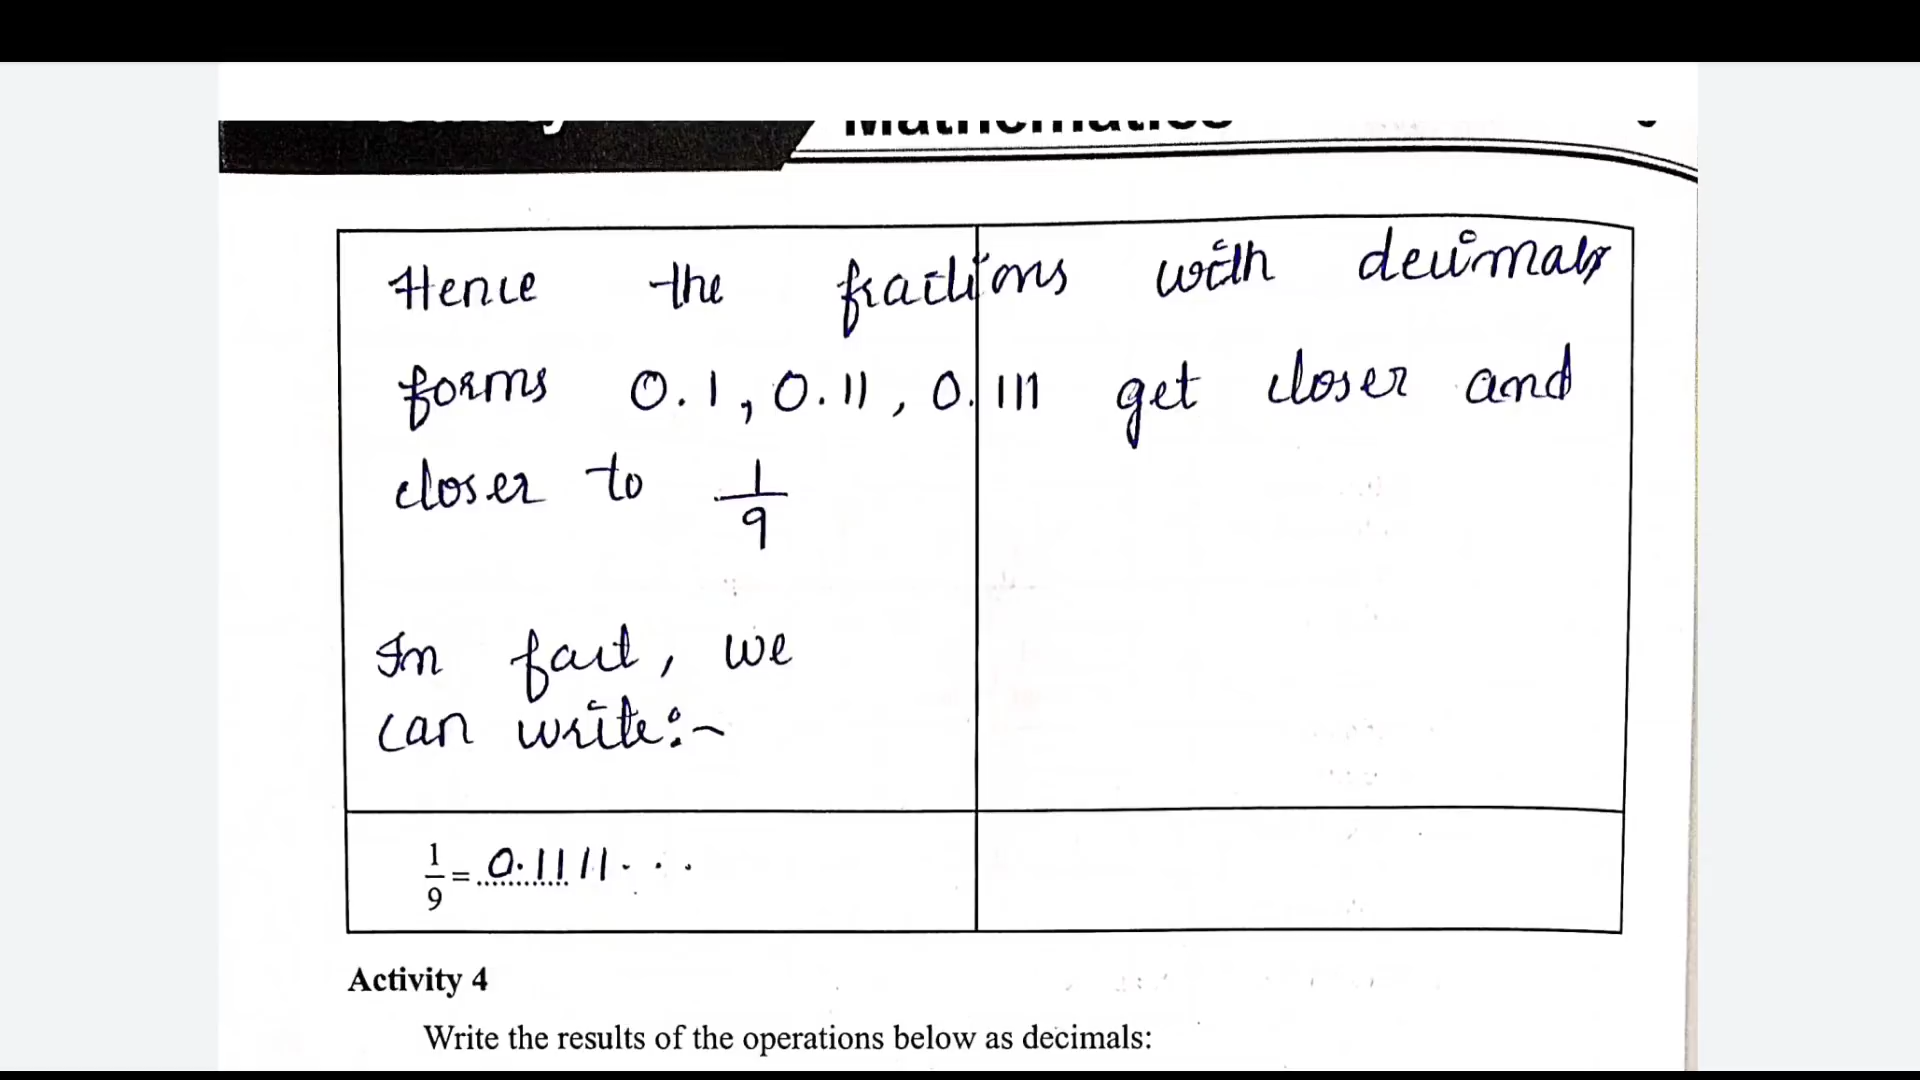 Hence the fractions with decimals
forms 0.1, 0.11, 0.111 get closer and
closer to 1/9
In fact, we
can write:-
1/9 = 0.1111...
Activity 4
Write the results of the operations below as decimals: